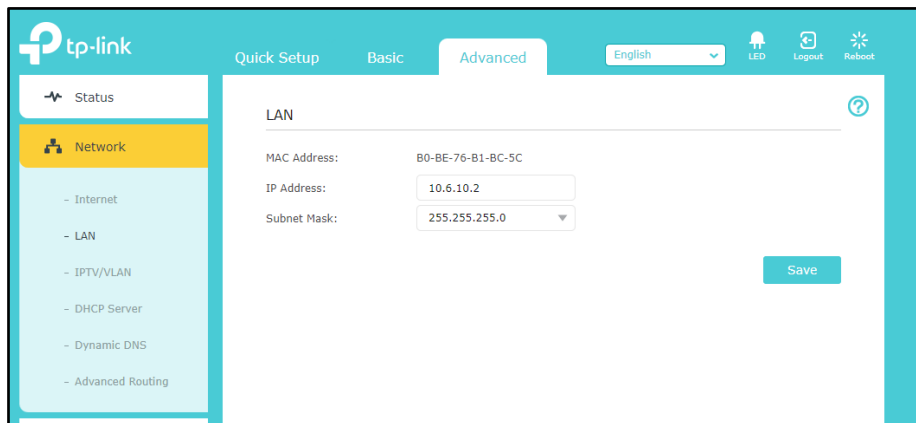 tp-link
Quick Setup Basic Advanced English LED Logout Reboot
Status
Network
- Internet
- LAN
- IPTV/VLAN
- DHCP Server
- Dynamic DNS
- Advanced Routing
LAN
?
MAC Address: B0-BE-76-B1-BC-5C
IP Address: 10.6.10.2
Subnet Mask: 255.255.255.0
Save